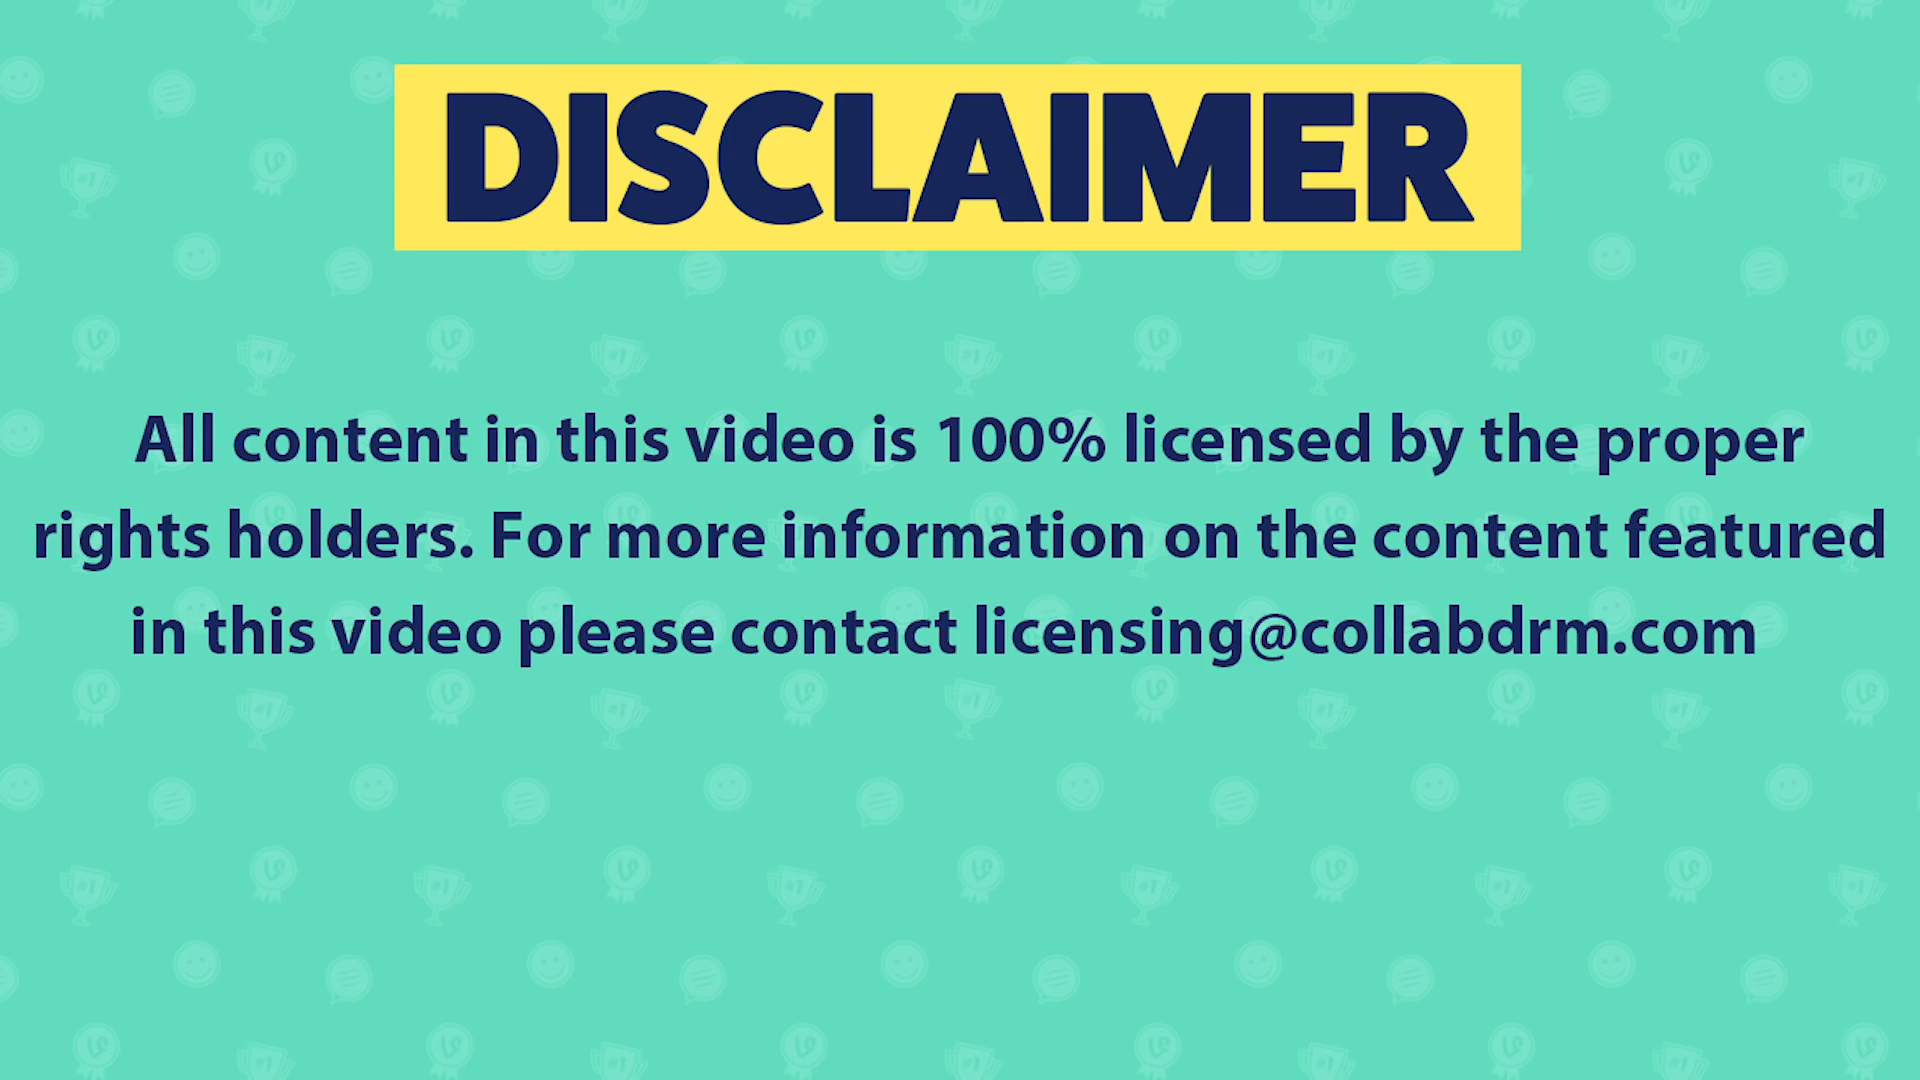 DISCLAIMER
All content in this video is 100% licensed by the proper
rights holders. For more information on the content featured
in this video please contact licensing@collabdrm.com